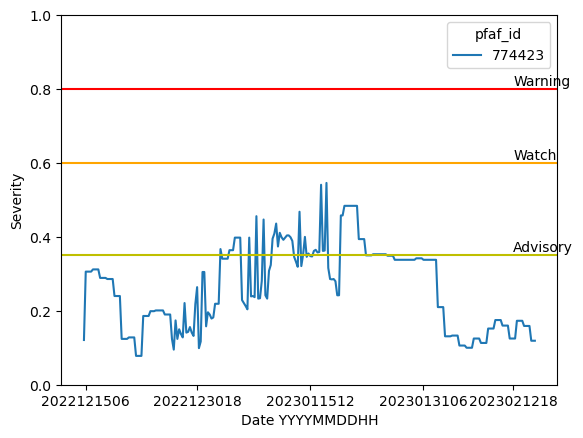 1.0
pfaf_id
774423
0.8
Warning
0.6
Watch
Severity
0.4
Advisory
0.2
0.0
2022121506 2022123018 2023011512 2023013106 2023021218
Date YYYYMMDDHH